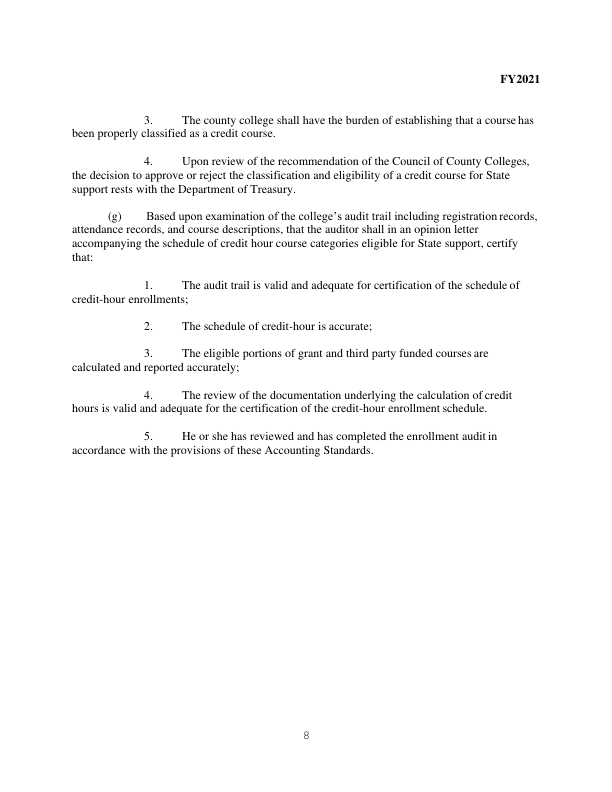 FY2021
3. The county college shall have the burden of establishing that a course has
been properly classified as a credit course.
4. Upon review of the recommendation of the Council of County Colleges,
the decision to approve or reject the classification and eligibility of a credit course for State
support rests with the Department of Treasury.
(g) Based upon examination of the college’s audit trail including registration records,
attendance records, and course descriptions, that the auditor shall in an opinion letter
accompanying the schedule of credit hour course categories eligible for State support, certify
that:
1. The audit trail is valid and adequate for certification of the schedule of
credit-hour enrollments;
2. The schedule of credit-hour is accurate;
3. The eligible portions of grant and third party funded courses are
calculated and reported accurately;
4. The review of the documentation underlying the calculation of credit
hours is valid and adequate for the certification of the credit-hour enrollment schedule.
5. He or she has reviewed and has completed the enrollment audit in
accordance with the provisions of these Accounting Standards.
8